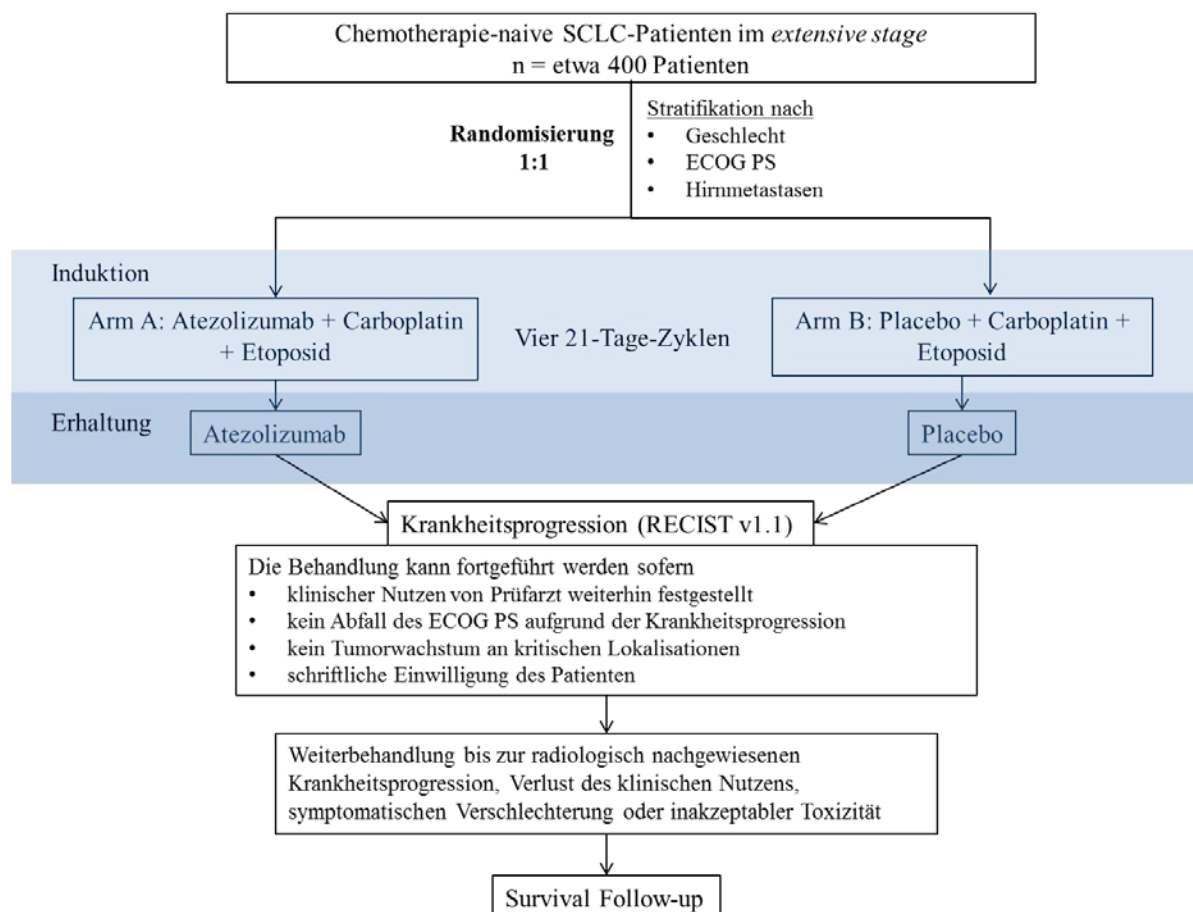 Chemotherapie-naive SCLC-Patienten im extensive stage
n = etwa 400 Patienten
Randomisierung
1:1
Stratifikation nach
• Geschlecht
• ECOG PS
• Hirnmetastasen
Induktion
Arm A: Atezolizumab + Carboplatin
+ Etoposid
Vier 21-Tage-Zyklen
Arm B: Placebo + Carboplatin +
Etoposid
Erhaltung
Atezolizumab
Placebo
Krankheitsprogression (RECIST v1.1)
Die Behandlung kann fortgeführt werden sofern
• klinischer Nutzen von Prüfarzt weiterhin festgestellt
• kein Abfall des ECOG PS aufgrund der Krankheitsprogression
• kein Tumorwachstum an kritischen Lokalisationen
• schriftliche Einwilligung des Patienten
Weiterbehandlung bis zur radiologisch nachgewiesenen
Krankheitsprogression, Verlust des klinischen Nutzens,
symptomatischen Verschlechterung oder inakzeptabler Toxizität
Survival Follow-up